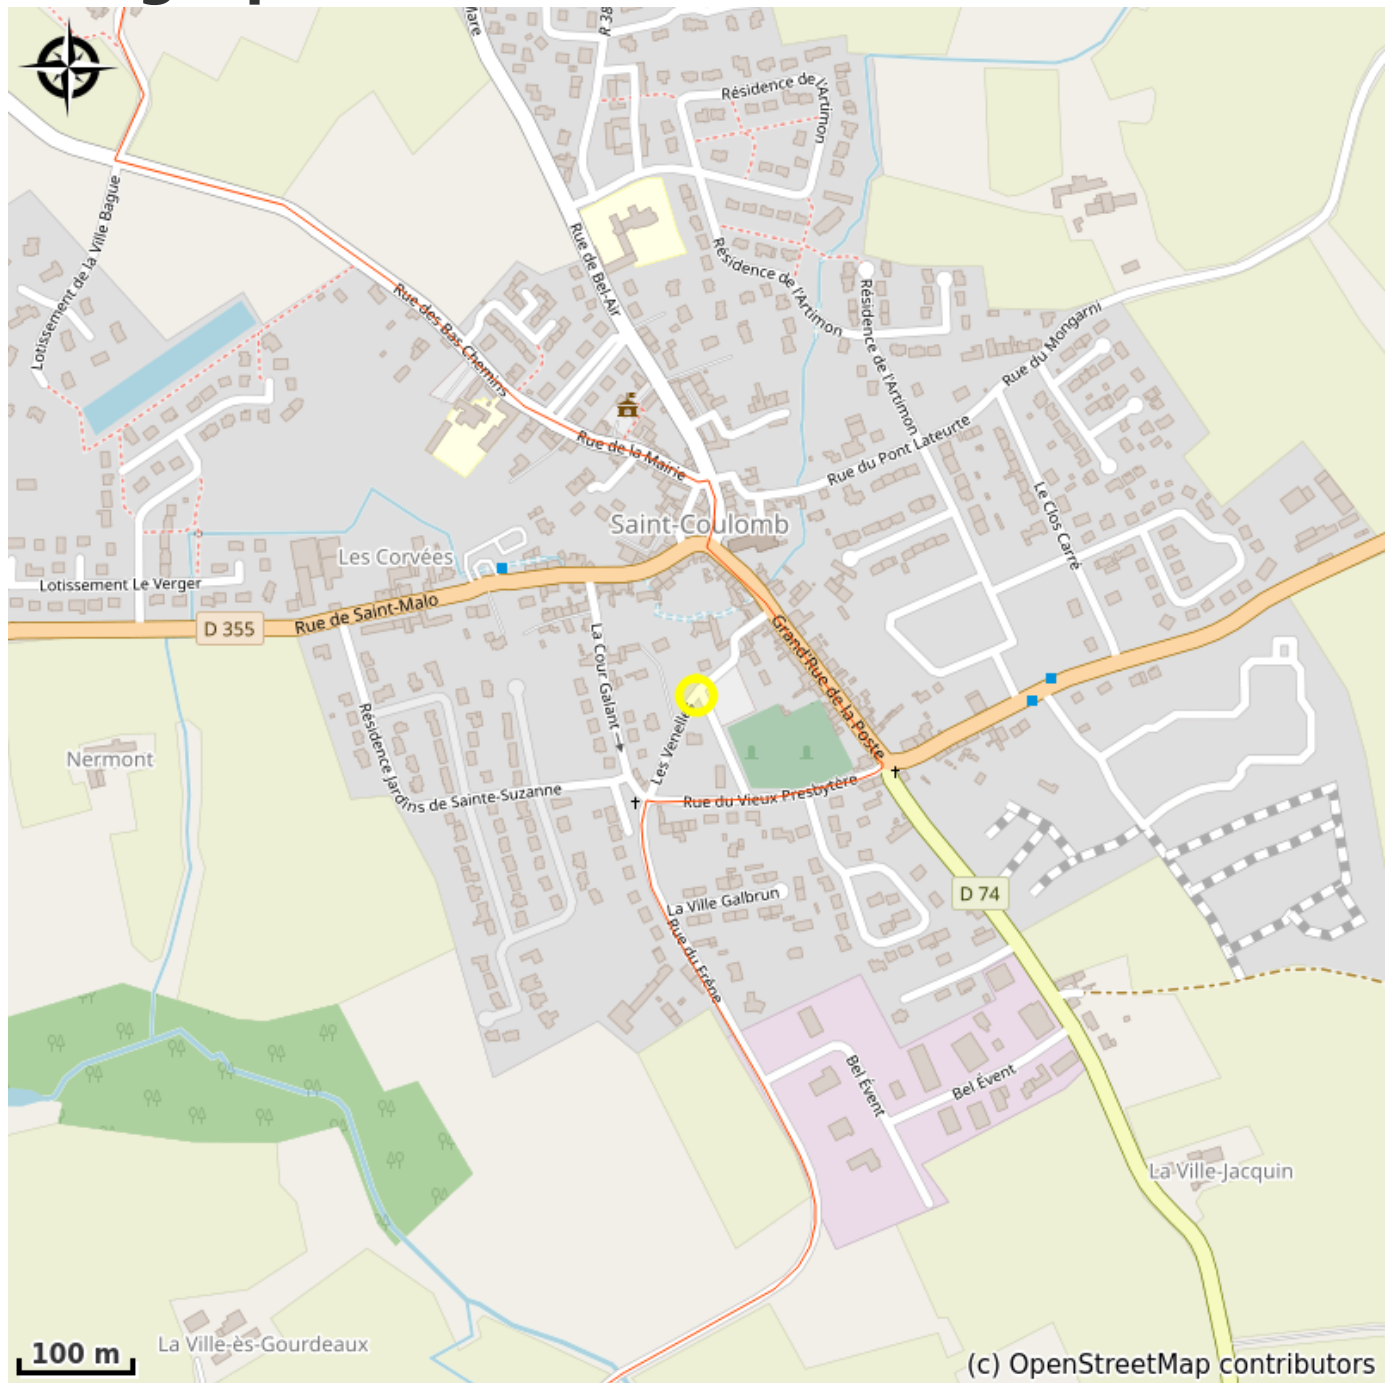 R 38
Résidence de l'Artimon
Lotissement de la Ville Bague
Rue de Bel-Air
Résidence de l'Artimon
Résidence de l'Artimon
Rue du Mongarni
Rue des Bas Chemins
Rue de la Mairie
Rue du Pont Lateurte
Le Clos Carré
Saint-Coulomb
Les Corvées
Lotissement Le Verger
D 355
Rue de Saint-Malo
La Cour Galant
Grand'Rue de la Poste
Les Venelles
Résidence Jardins de Sainte-Suzanne
Nermont
Rue du Vieux Presbytère
La Ville Galbrun
D 74
Rue du Frêne
Bel Évent
Bel Évent
La Ville-Jacquin
La Ville-ès-Gourdeaux
100 m
(c) OpenStreetMap contributors